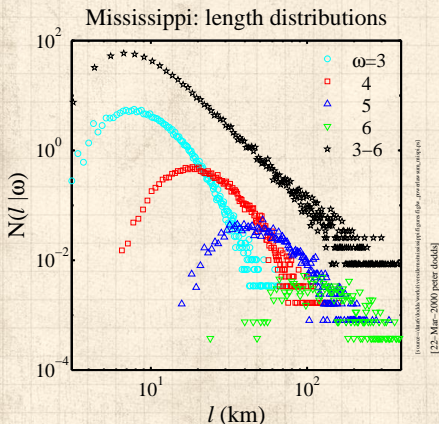 Mississippi: length distributions
10²
10⁰
10⁻²
10⁻⁴
N(l | ω)
ω=3
4
5
6
3−6
10¹
10²
l (km)
[22−Mar−2000 peter dodds]